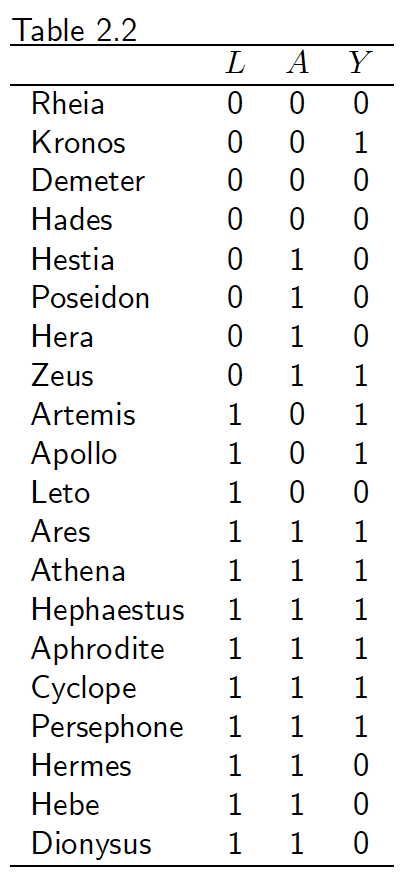 Table 2.2
L A Y
Rheia 0 0 0
Kronos 0 0 1
Demeter 0 0 0
Hades 0 0 0
Hestia 0 1 0
Poseidon 0 1 0
Hera 0 1 0
Zeus 0 1 1
Artemis 1 0 1
Apollo 1 0 1
Leto 1 0 0
Ares 1 1 1
Athena 1 1 1
Hephaestus 1 1 1
Aphrodite 1 1 1
Cyclope 1 1 1
Persephone 1 1 1
Hermes 1 1 0
Hebe 1 1 0
Dionysus 1 1 0